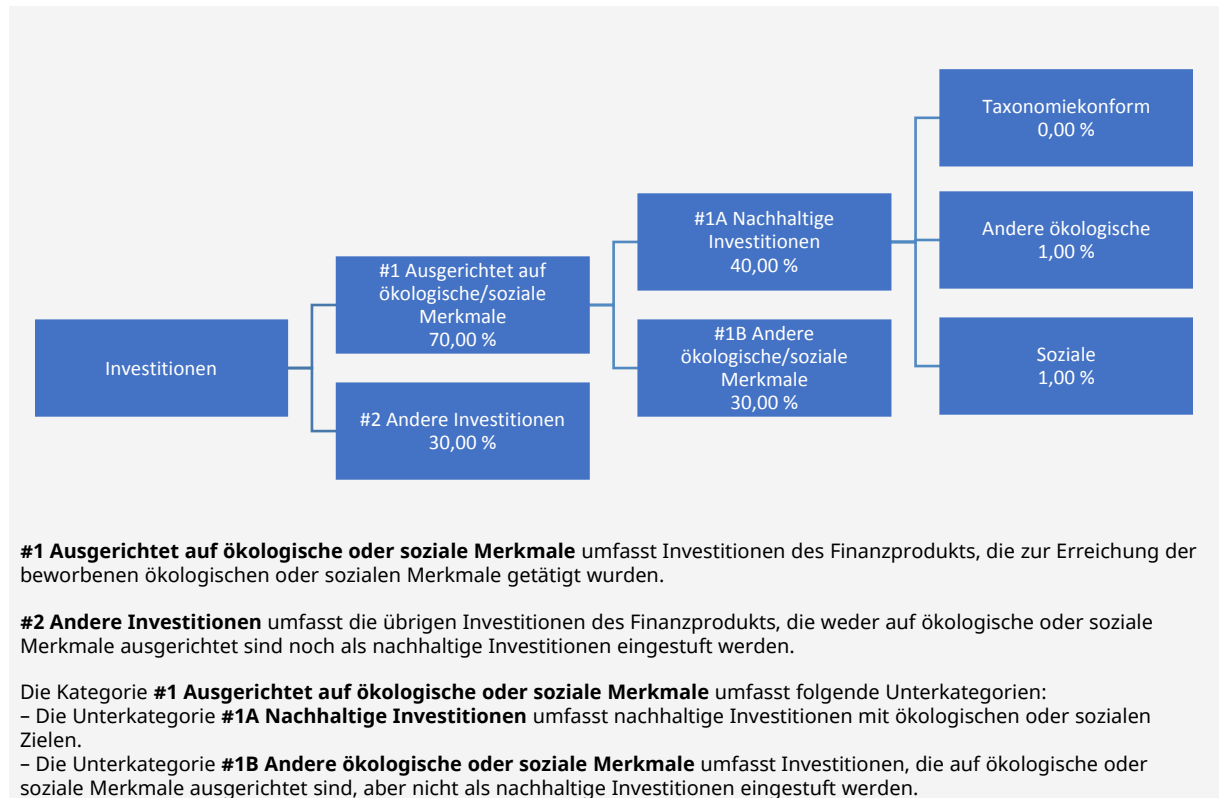 Investitionen
#1 Ausgerichtet auf
ökologische/soziale
Merkmale
70,00 %
#2 Andere Investitionen
30,00 %
#1A Nachhaltige
Investitionen
40,00 %
#1B Andere
ökologische/soziale
Merkmale
30,00 %
Taxonomiekonform
0,00 %
Andere ökologische
1,00 %
Soziale
1,00 %
#1 Ausgerichtet auf ökologische oder soziale Merkmale umfasst Investitionen des Finanzprodukts, die zur Erreichung der
beworbenen ökologischen oder sozialen Merkmale getätigt wurden.
#2 Andere Investitionen umfasst die übrigen Investitionen des Finanzprodukts, die weder auf ökologische oder soziale
Merkmale ausgerichtet sind noch als nachhaltige Investitionen eingestuft werden.
Die Kategorie #1 Ausgerichtet auf ökologische oder soziale Merkmale umfasst folgende Unterkategorien:
– Die Unterkategorie #1A Nachhaltige Investitionen umfasst nachhaltige Investitionen mit ökologischen oder sozialen
Zielen.
– Die Unterkategorie #1B Andere ökologische oder soziale Merkmale umfasst Investitionen, die auf ökologische oder
soziale Merkmale ausgerichtet sind, aber nicht als nachhaltige Investitionen eingestuft werden.